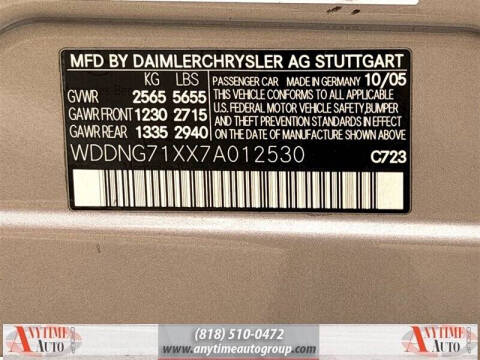 MFD BY DAIMLERCHRYSLER AG STUTTGART
KG LBS
GVWR 2565 5655
GAWR FRONT 1230 2715
GAWR REAR 1335 2940
PASSENGER CAR MADE IN GERMANY 10/05
THIS VEHICLE CONFORMS TO ALL APPLICABLE
U.S. FEDERAL MOTOR VEHICLE SAFETY,BUMPER
AND THEFT PREVENTION STANDARDS IN EFFECT
ON THE DATE OF MANUFACTURE SHOWN ABOVE.
WDDNG71XX7A012530
C723
ANYTIME AUTO
(818) 510-0472
www.anytimeautogroup.com
ANYTIME AUTO